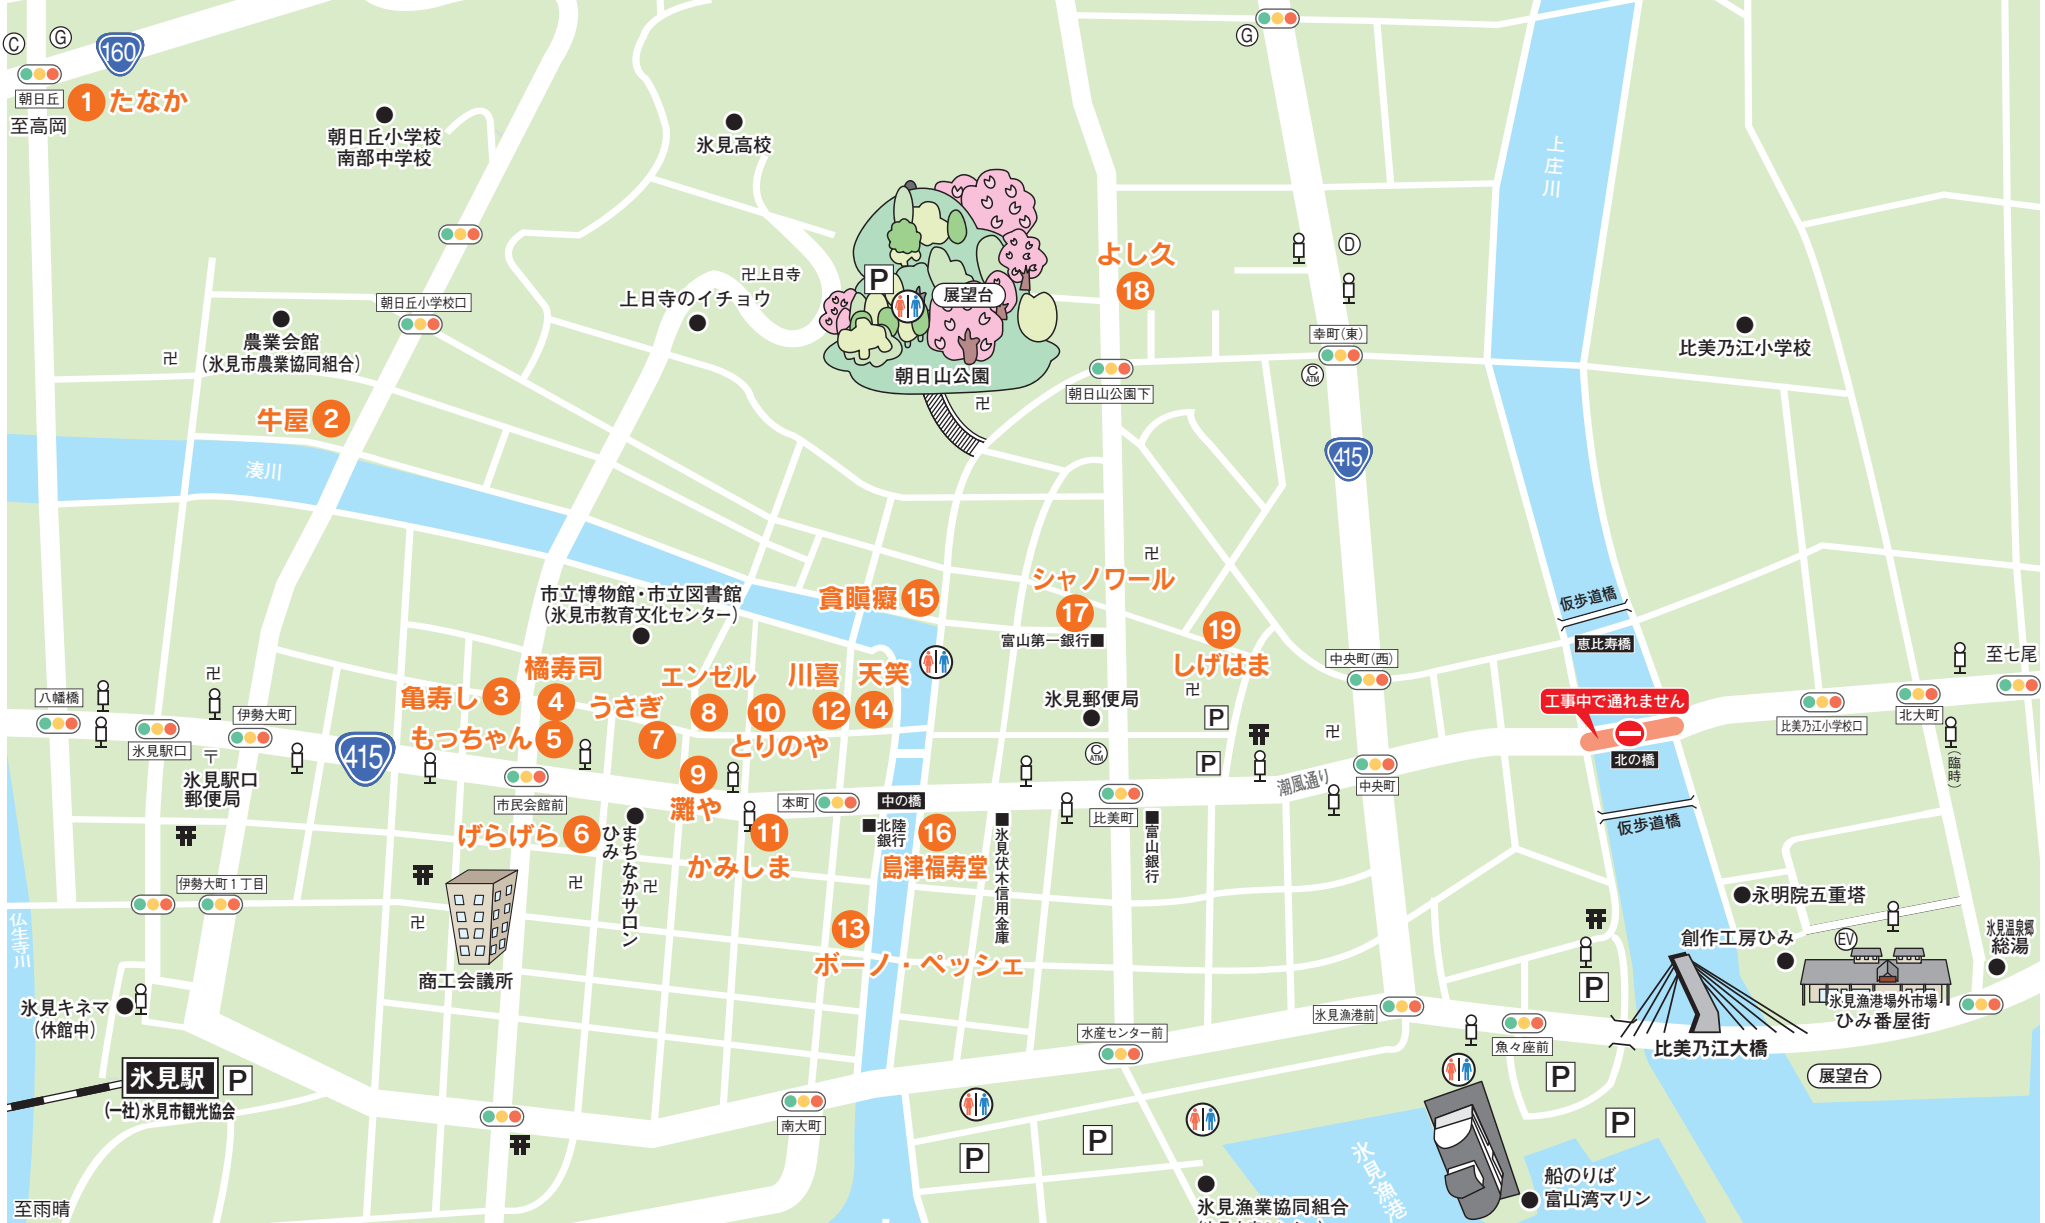 C
G
160
朝日丘
1 たなか
至高岡
朝日丘小学校
南部中学校
氷見高校
G
上庄川
よし久
18
D
卍上日寺
上日寺のイチョウ
P
展望台
朝日山公園
朝日丘小学校口
農業会館
(氷見市農業協同組合)
卍
幸町(東)
C
ATM
比美乃江小学校
朝日山公園下
卍
牛屋 2
415
湊川
卍
シャノワール
17
富山第一銀行■
市立博物館・市立図書館
(氷見市教育文化センター)
貪瞋癡 15
仮歩道橋
恵比寿橋
19
しげはま
卍
中央町(西)
至七尾
橘寿司
4
亀寿し 3
もっちゃん 5
うさぎ
7
エンゼル
8
10
とりのや
川喜
12
天笑
14
氷見郵便局
C
ATM
P
P
卍
工事中で通れません
北の橋
比美乃江小学校口
北大町
(臨時)
八幡橋
氷見駅口
卍
伊勢大町
〒
氷見駅口
郵便局
415
市民会館前
9
灘や
本町
中の橋
潮風通り
中央町
比美町
げらげら 6
ひみ
まちなかサロン
11
かみしま
■北陸
銀行
16
島津福寿堂
■氷見伏木信用金庫
■富山銀行
仮歩道橋
伊勢大町1丁目
卍
卍
卍
仏生寺川
商工会議所
13
ボーノ・ペッシェ
永明院五重塔
創作工房ひみ
EV
氷見温泉郷
総湯
氷見漁港場外市場
ひみ番屋街
P
氷見キネマ
(休館中)
水産センター前
氷見漁港前
魚々座前
比美乃江大橋
展望台
氷見駅
P
(一社)氷見市観光協会
南大町
P
P
P
P
氷見漁港
船のりば
富山湾マリン
氷見漁業協同組合
至雨晴